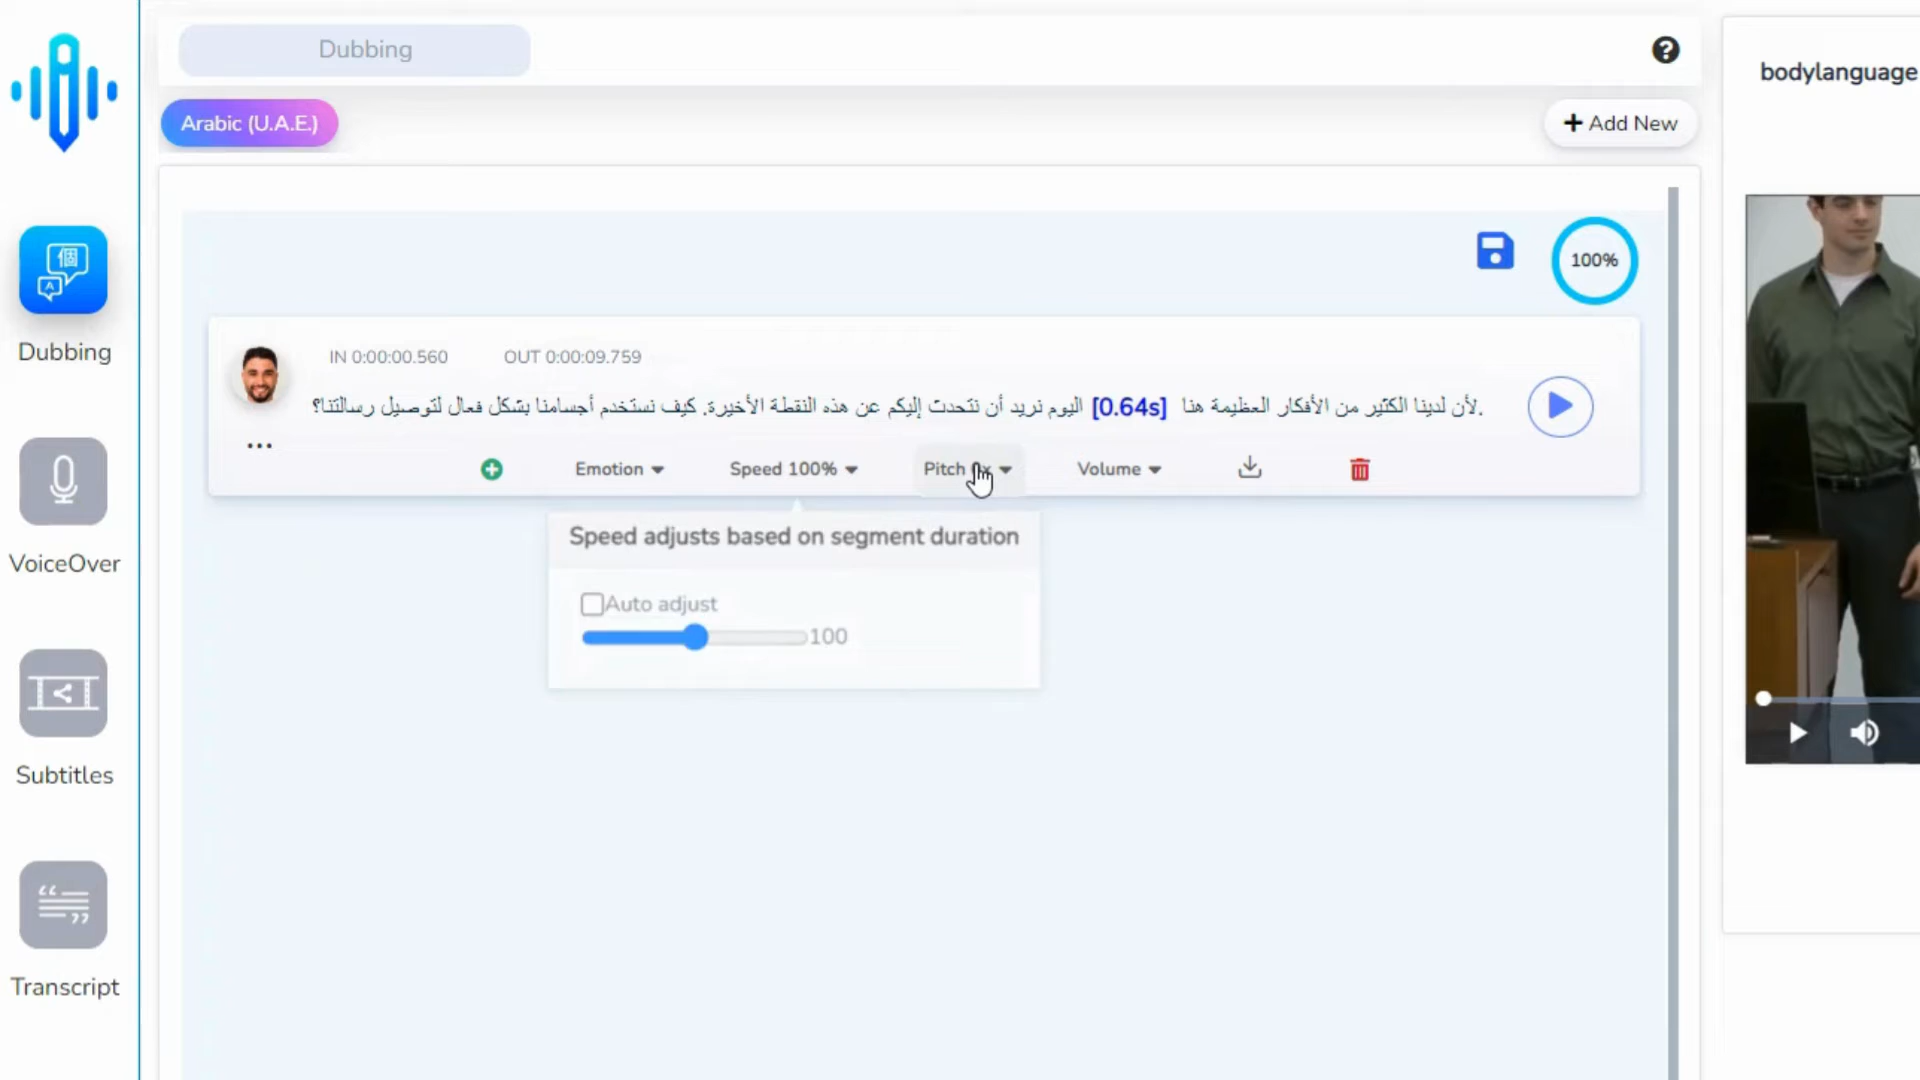 Dubbing
bodylanguage
Arabic (U.A.E.)
+ Add New
100%
Dubbing
IN 0:00:00.560 OUT 0:00:09.759
لأن لدينا الكثير من الأفكار العظيمة هنا [0.64s] اليوم نريد أن نتحدث إليكم عن هذه النقطة الأخيرة. كيف نستخدم أجسامنا بشكل فعال لتوصيل رسالتنا؟.
Emotion Speed 100% Pitch Volume
Speed adjusts based on segment duration
Auto adjust
100
VoiceOver
Subtitles
Transcript